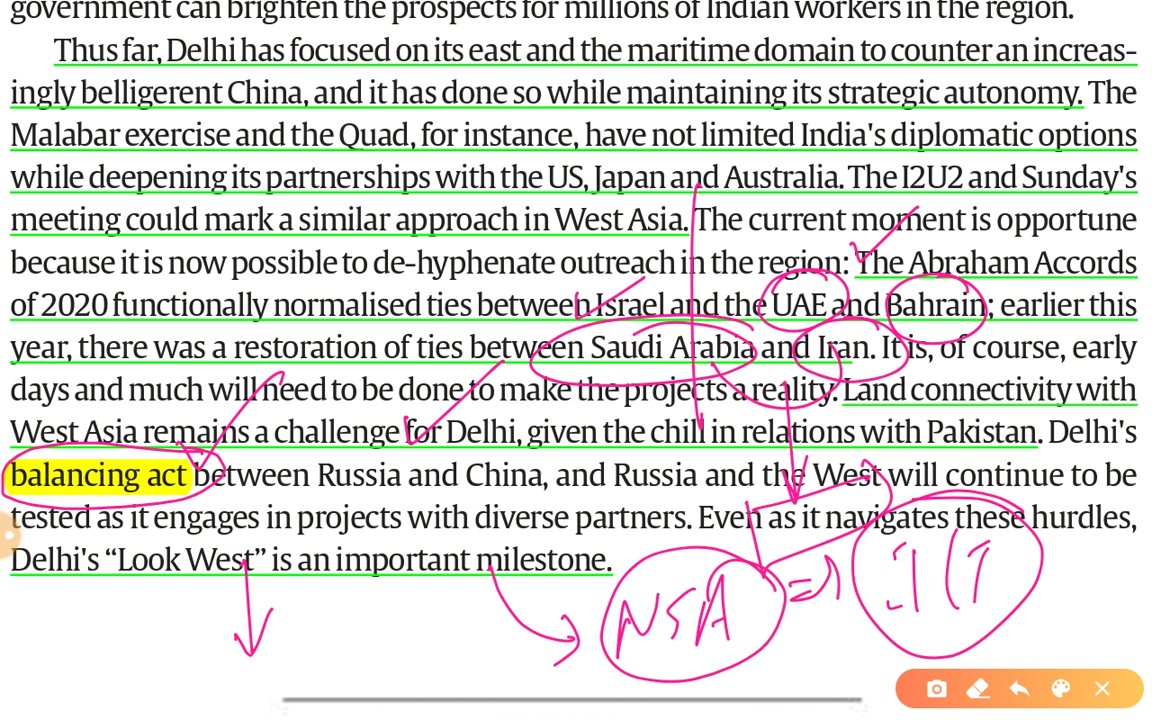 government can brighten the prospects for millions of Indian workers in the region.
Thus far, Delhi has focused on its east and the maritime domain to counter an increas-
ingly belligerent China, and it has done so while maintaining its strategic autonomy. The
Malabar exercise and the Quad, for instance, have not limited India's diplomatic options
while deepening its partnerships with the US, Japan and Australia. The I2U2 and Sunday's
meeting could mark a similar approach in West Asia. The current moment is opportune
because it is now possible to de-hyphenate outreach in the region: The Abraham Accords
of 2020 functionally normalised ties between Israel and the UAE and Bahrain; earlier this
year, there was a restoration of ties between Saudi Arabia and Iran. It is, of course, early
days and much will need to be done to make the projects a reality. Land connectivity with
West Asia remains a challenge for Delhi, given the chill in relations with Pakistan. Delhi's
balancing act between Russia and China, and Russia and the West will continue to be
tested as it engages in projects with diverse partners. Even as it navigates these hurdles,
Delhi's “Look West” is an important milestone.
NSA